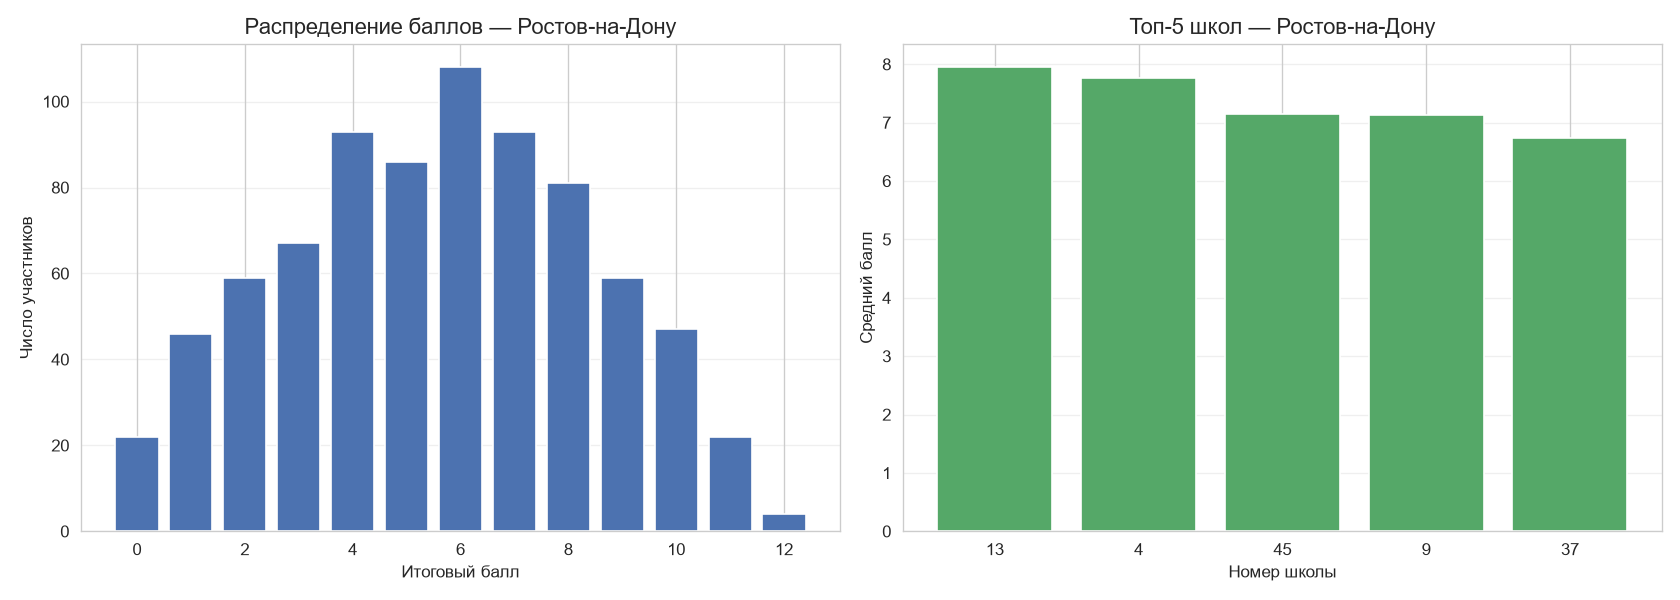 Распределение баллов — Ростов-на-Дону
Число участников
100
80
60
40
20
0
0 2 4 6 8 10 12
Итоговый балл
Топ-5 школ — Ростов-на-Дону
Средний балл
8
7
6
5
4
3
2
1
0
13 4 45 9 37
Номер школы